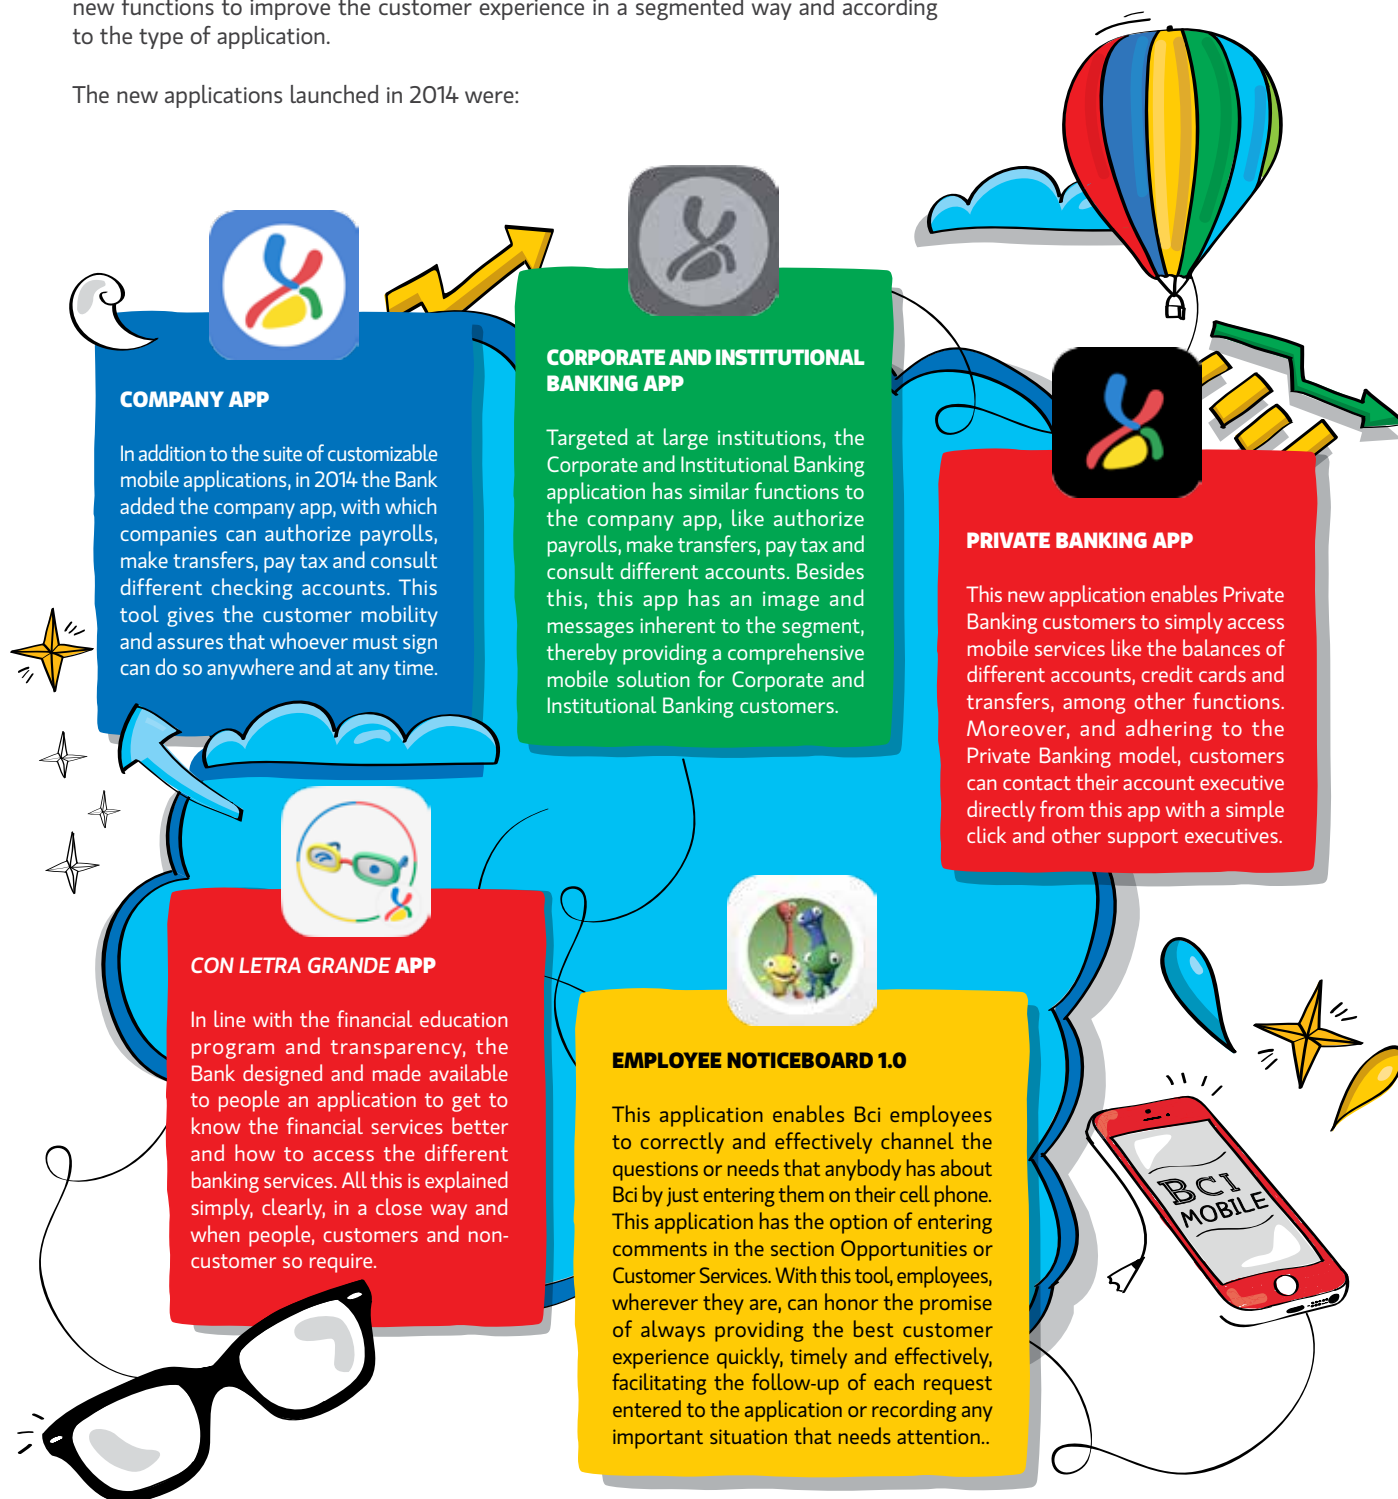 new functions to improve the customer experience in a segmented way and according
to the type of application.
The new applications launched in 2014 were:
COMPANY APP
In addition to the suite of customizable
mobile applications, in 2014 the Bank
added the company app, with which
companies can authorize payrolls,
make transfers, pay tax and consult
different checking accounts. This
tool gives the customer mobility
and assures that whoever must sign
can do so anywhere and at any time.
CORPORATE AND INSTITUTIONAL
BANKING APP
Targeted at large institutions, the
Corporate and Institutional Banking
application has similar functions to
the company app, like authorize
payrolls, make transfers, pay tax and
consult different accounts. Besides
this, this app has an image and
messages inherent to the segment,
thereby providing a comprehensive
mobile solution for Corporate and
Institutional Banking customers.
PRIVATE BANKING APP
This new application enables Private
Banking customers to simply access
mobile services like the balances of
different accounts, credit cards and
transfers, among other functions.
Moreover, and adhering to the
Private Banking model, customers
can contact their account executive
directly from this app with a simple
click and other support executives.
CON LETRA GRANDE APP
In line with the financial education
program and transparency, the
Bank designed and made available
to people an application to get to
know the financial services better
and how to access the different
banking services. All this is explained
simply, clearly, in a close way and
when people, customers and non-
customer so require.
EMPLOYEE NOTICEBOARD 1.0
This application enables Bci employees
to correctly and effectively channel the
questions or needs that anybody has about
Bci by just entering them on their cell phone.
This application has the option of entering
comments in the section Opportunities or
Customer Services. With this tool, employees,
wherever they are, can honor the promise
of always providing the best customer
experience quickly, timely and effectively,
facilitating the follow-up of each request
entered to the application or recording any
important situation that needs attention..
BCI
MOBILE